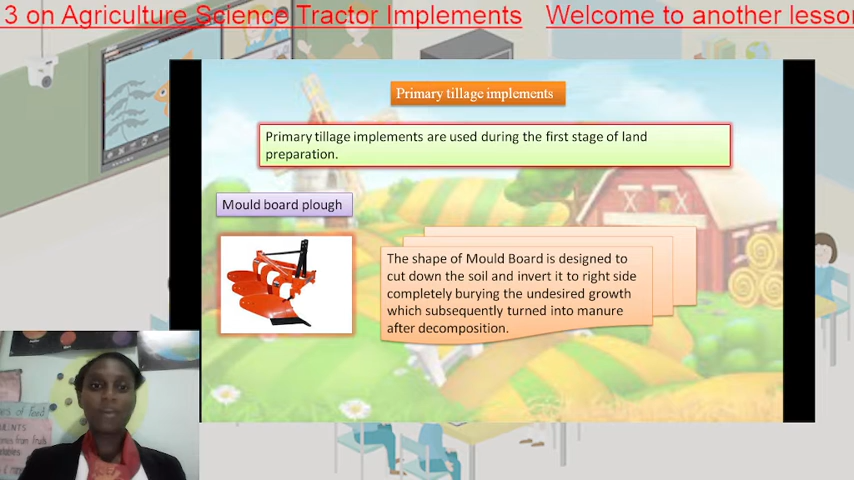 3 on Agriculture Science Tractor Implements Welcome to another lesso
Primary tillage implements
Primary tillage implements are used during the first stage of land
preparation.
Mould board plough
The shape of Mould Board is designed to
cut down the soil and invert it to right side
completely burying the undesired growth
which subsequently turned into manure
after decomposition.